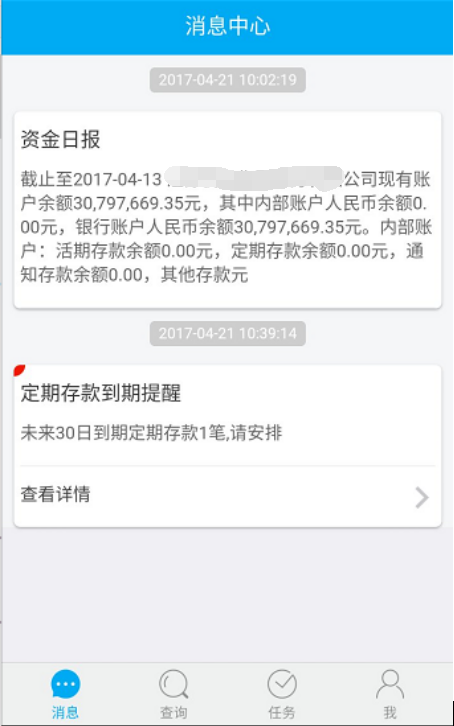 消息中心
2017-04-21 10:02:19
资金日报
截止至2017-04-13 公司现有账
户余额30,797,669.35元，其中内部账户人民币余额0.
00元，银行账户人民币余额30,797,669.35元。内部账
户：活期存款余额0.00元，定期存款余额0.00元，通
知存款余额0.00，其他存款元
2017-04-21 10:39:14
定期存款到期提醒
未来30日到期定期存款1笔,请安排
查看详情
消息
查询
任务
我